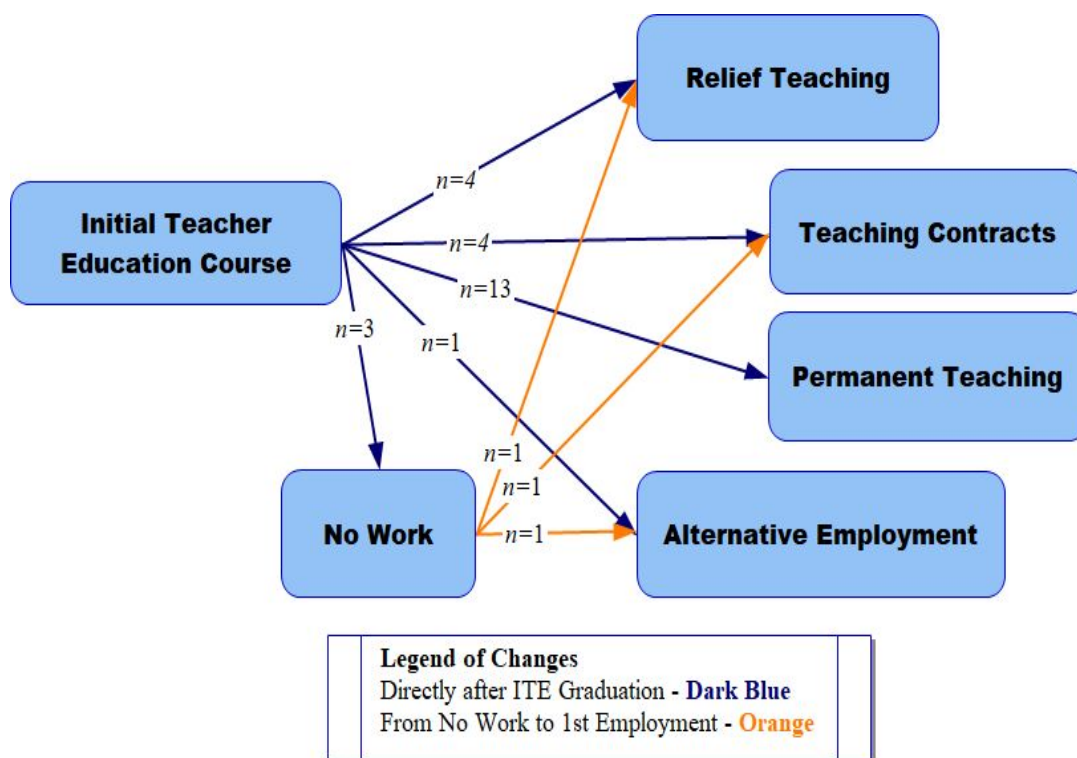 Relief Teaching
n=4
Initial Teacher
Education Course
Teaching Contracts
n=4
n=13
n=3
n=1
Permanent Teaching
n=1
n=1
No Work
n=1
Alternative Employment
Legend of Changes
Directly after ITE Graduation - Dark Blue
From No Work to 1st Employment - Orange